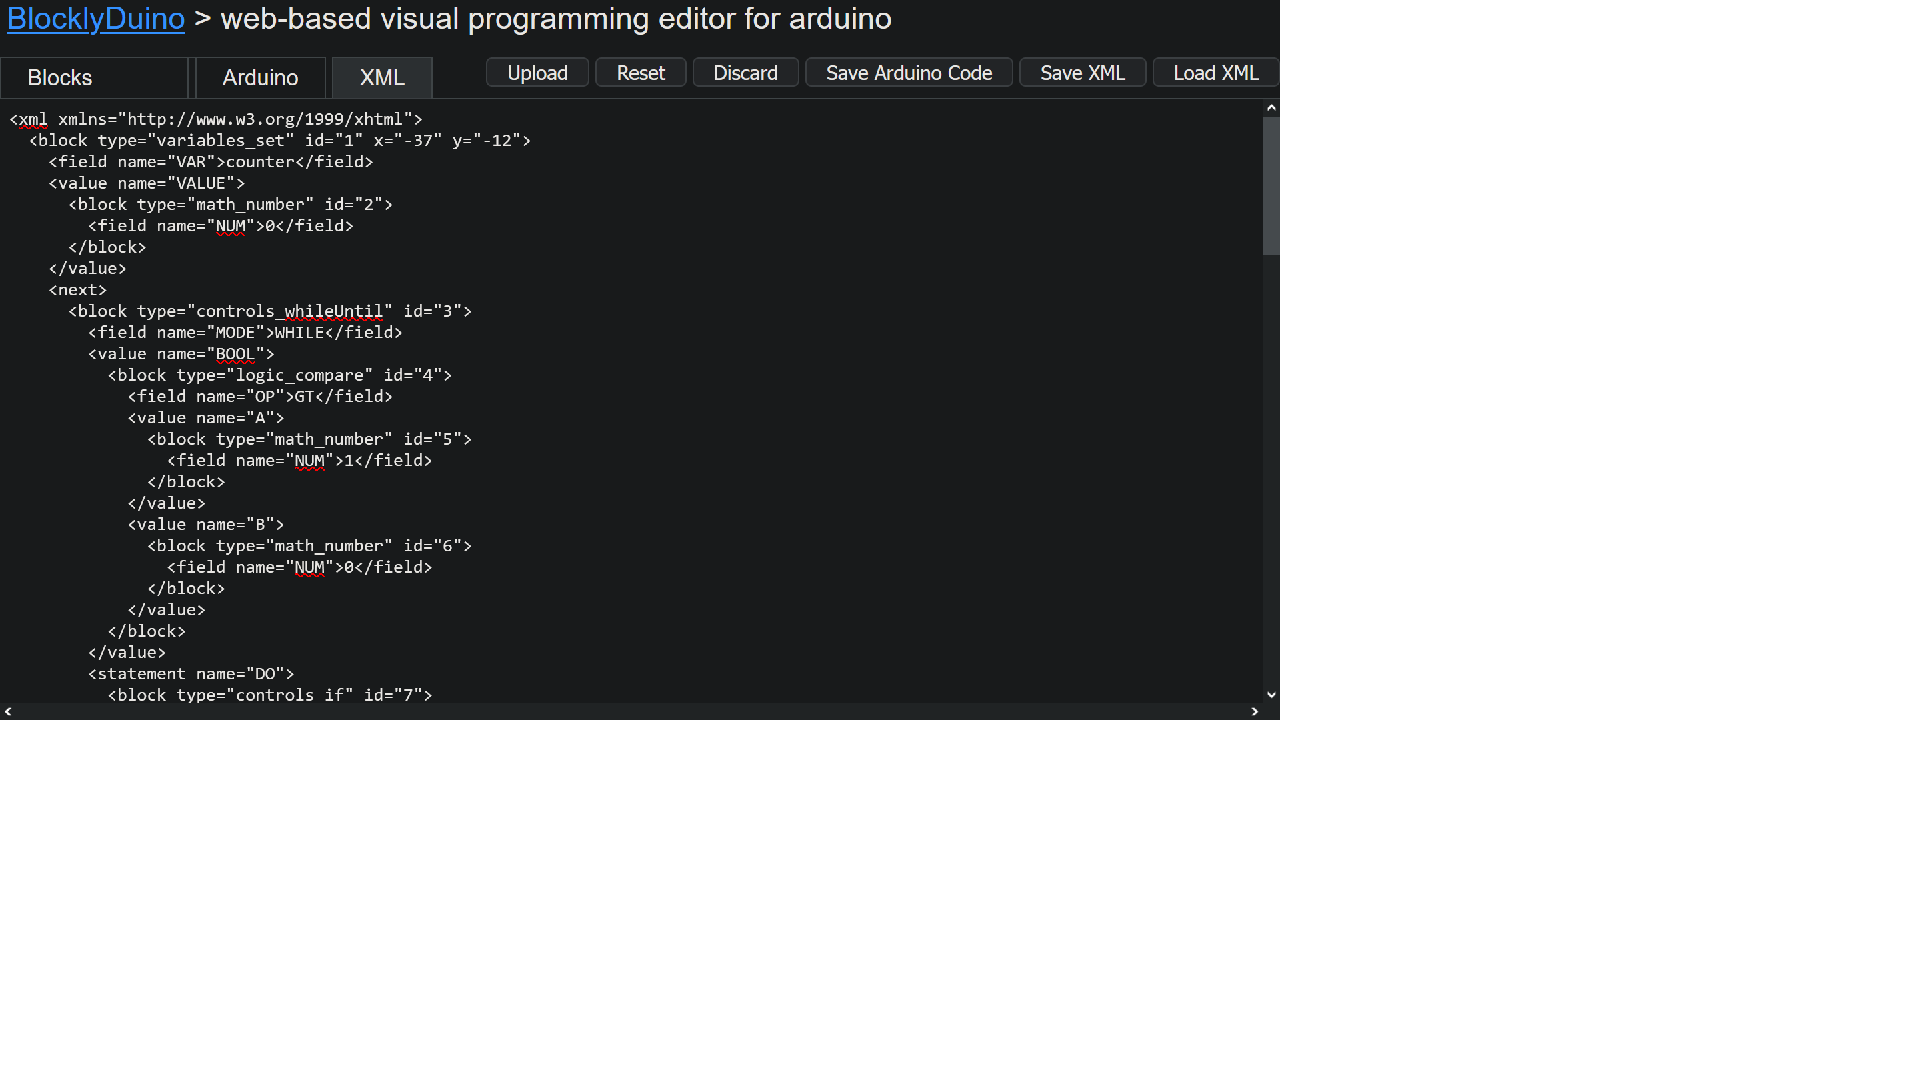 BlocklyDuino > web-based visual programming editor for arduino
Blocks Arduino XML Upload Reset Discard Save Arduino Code Save XML Load XML
<xml xmlns="http://www.w3.org/1999/xhtml">
  <block type="variables_set" id="1" x="-37" y="-12">
    <field name="VAR">counter</field>
    <value name="VALUE">
      <block type="math_number" id="2">
        <field name="NUM">0</field>
      </block>
    </value>
    <next>
      <block type="controls_whileUntil" id="3">
        <field name="MODE">WHILE</field>
        <value name="BOOL">
          <block type="logic_compare" id="4">
            <field name="OP">GT</field>
            <value name="A">
              <block type="math_number" id="5">
                <field name="NUM">1</field>
              </block>
            </value>
            <value name="B">
              <block type="math_number" id="6">
                <field name="NUM">0</field>
              </block>
            </value>
          </block>
        </value>
        <statement name="DO">
          <block type="controls_if" id="7">